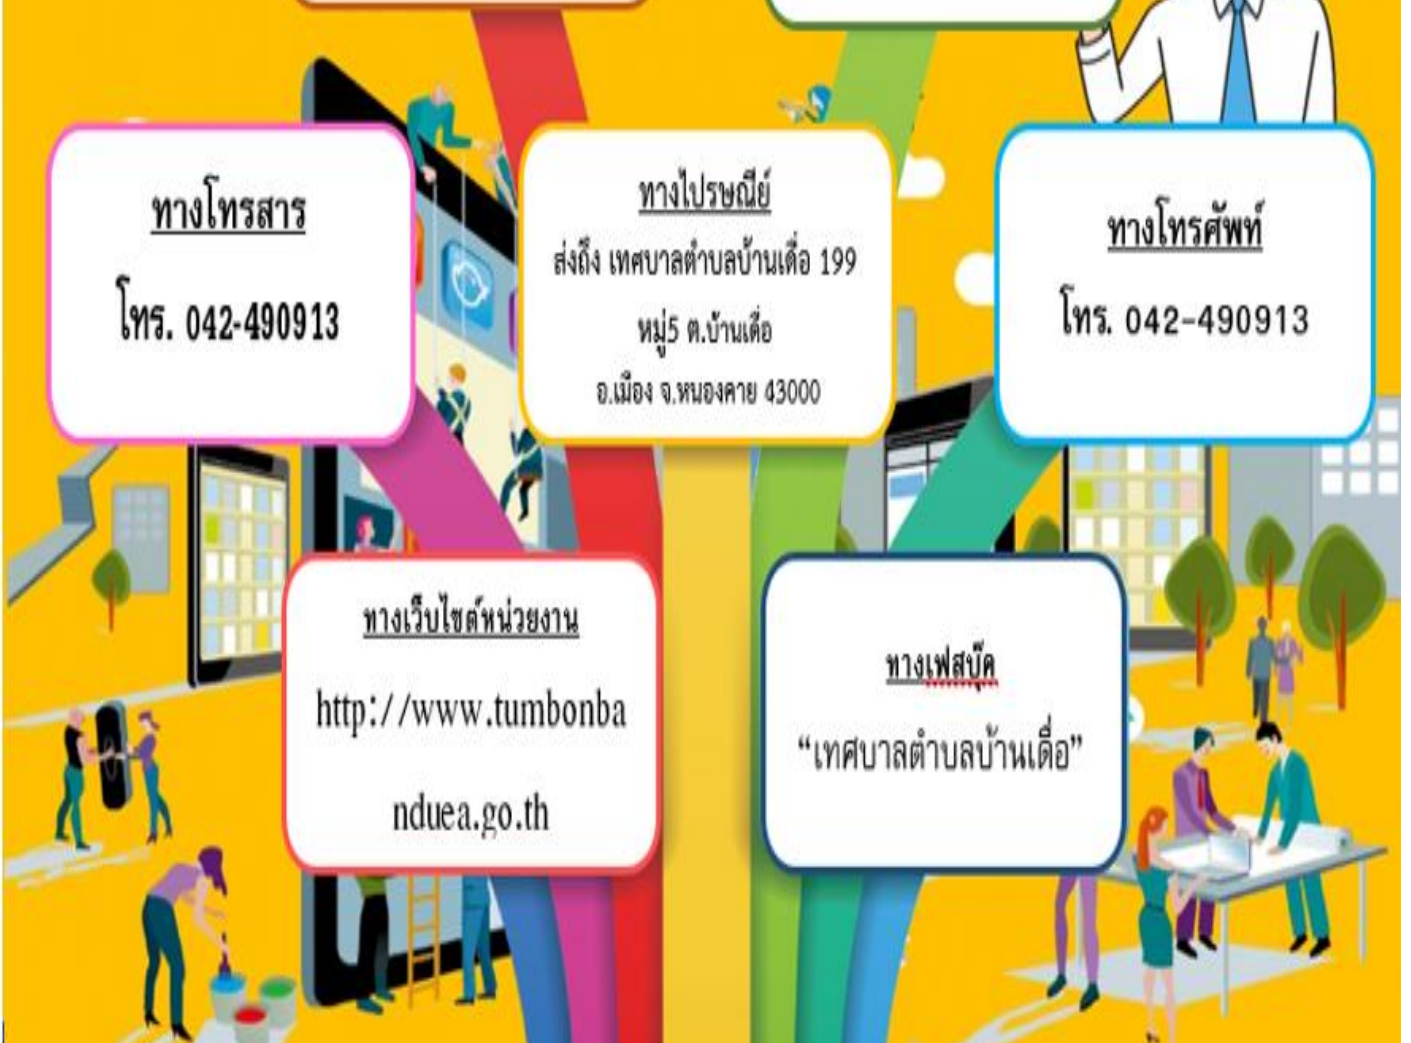 ทางโทรสาร
โทร. 042-490913
ทางไปรษณีย์
ส่งถึง เทศบาลตำบลบ้านเดื่อ 199
หมู่5 ต.บ้านเดื่อ
อ.เมือง จ.หนองคาย 43000
ทางโทรศัพท์
โทร. 042-490913
ทางเว็บไซต์หน่วยงาน
http://www.tumbonba
nduea.go.th
ทางเฟสบุ๊ค
“เทศบาลตำบลบ้านเดื่อ”